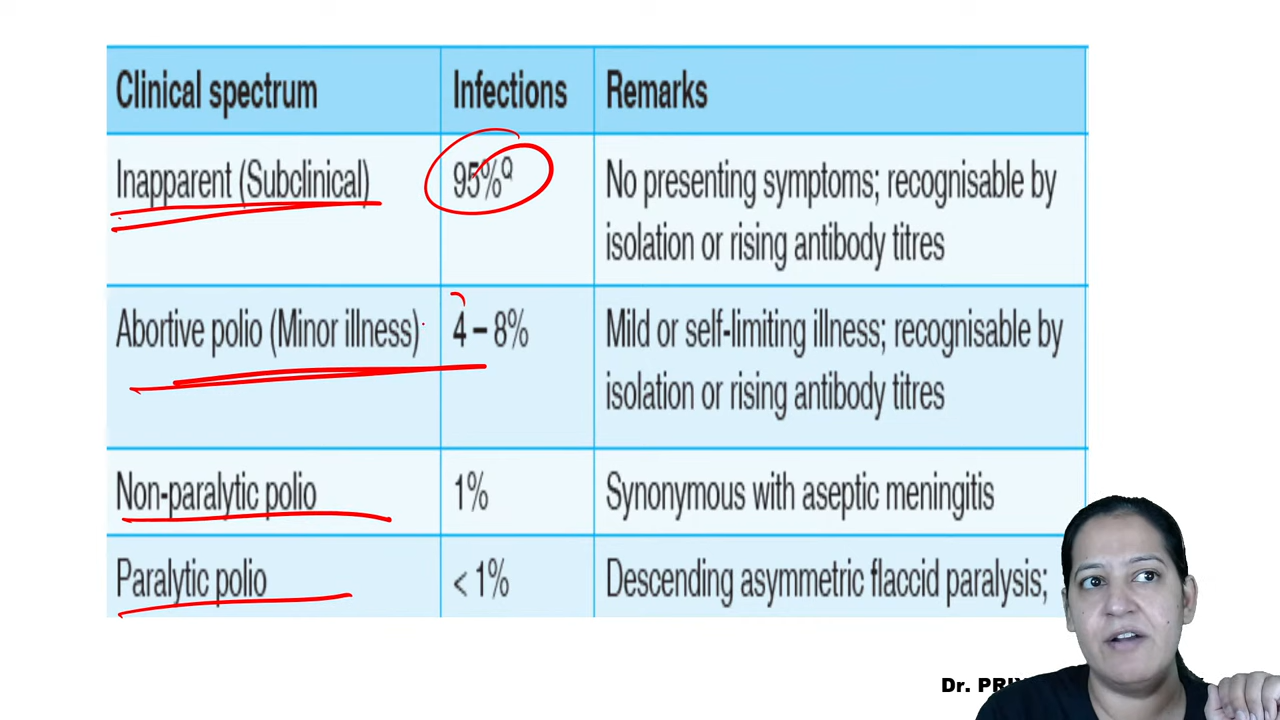 Clinical spectrum Infections Remarks
Inapparent (Subclinical) 95%Q No presenting symptoms; recognisable by
isolation or rising antibody titres
Abortive polio (Minor illness) 4 – 8% Mild or self-limiting illness; recognisable by
isolation or rising antibody titres
Non-paralytic polio 1% Synonymous with aseptic meningitis
Paralytic polio < 1% Descending asymmetric flaccid paralysis;
Dr.